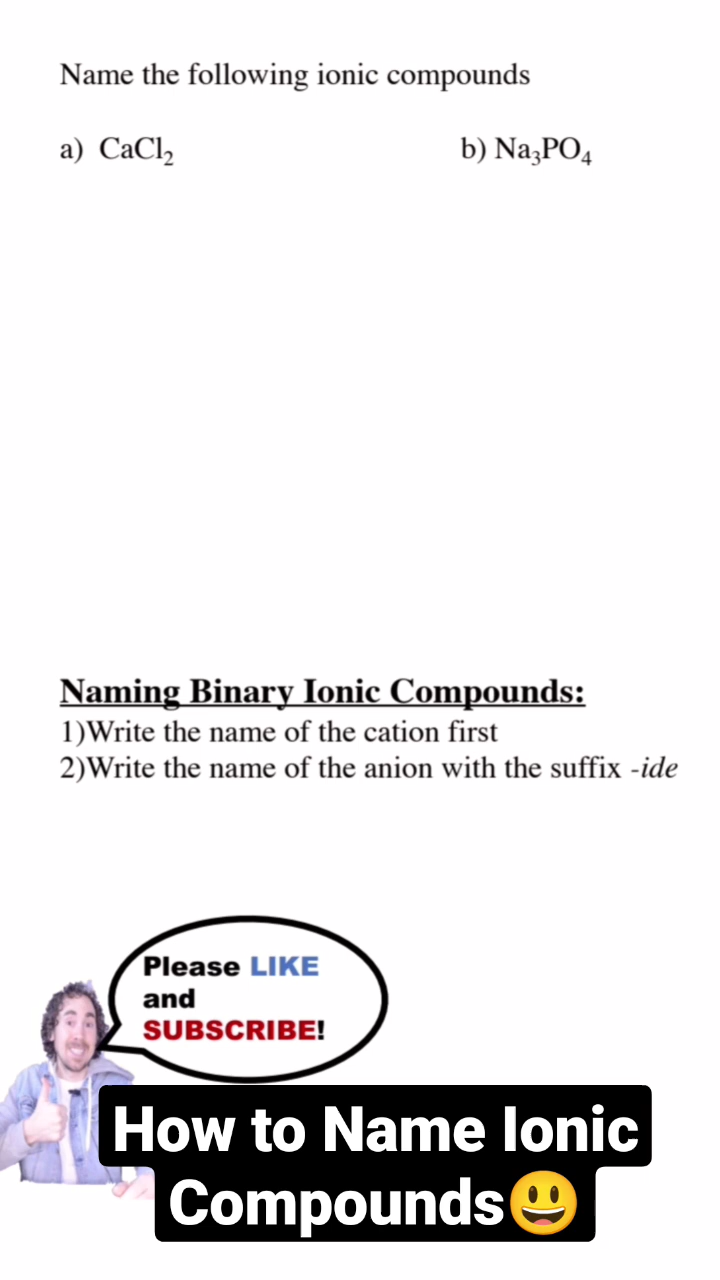 Name the following ionic compounds
a) CaCl₂ b) Na₃PO₄
Naming Binary Ionic Compounds:
1)Write the name of the cation first
2)Write the name of the anion with the suffix -ide
Please LIKE
and
SUBSCRIBE!
How to Name Ionic
Compounds😃